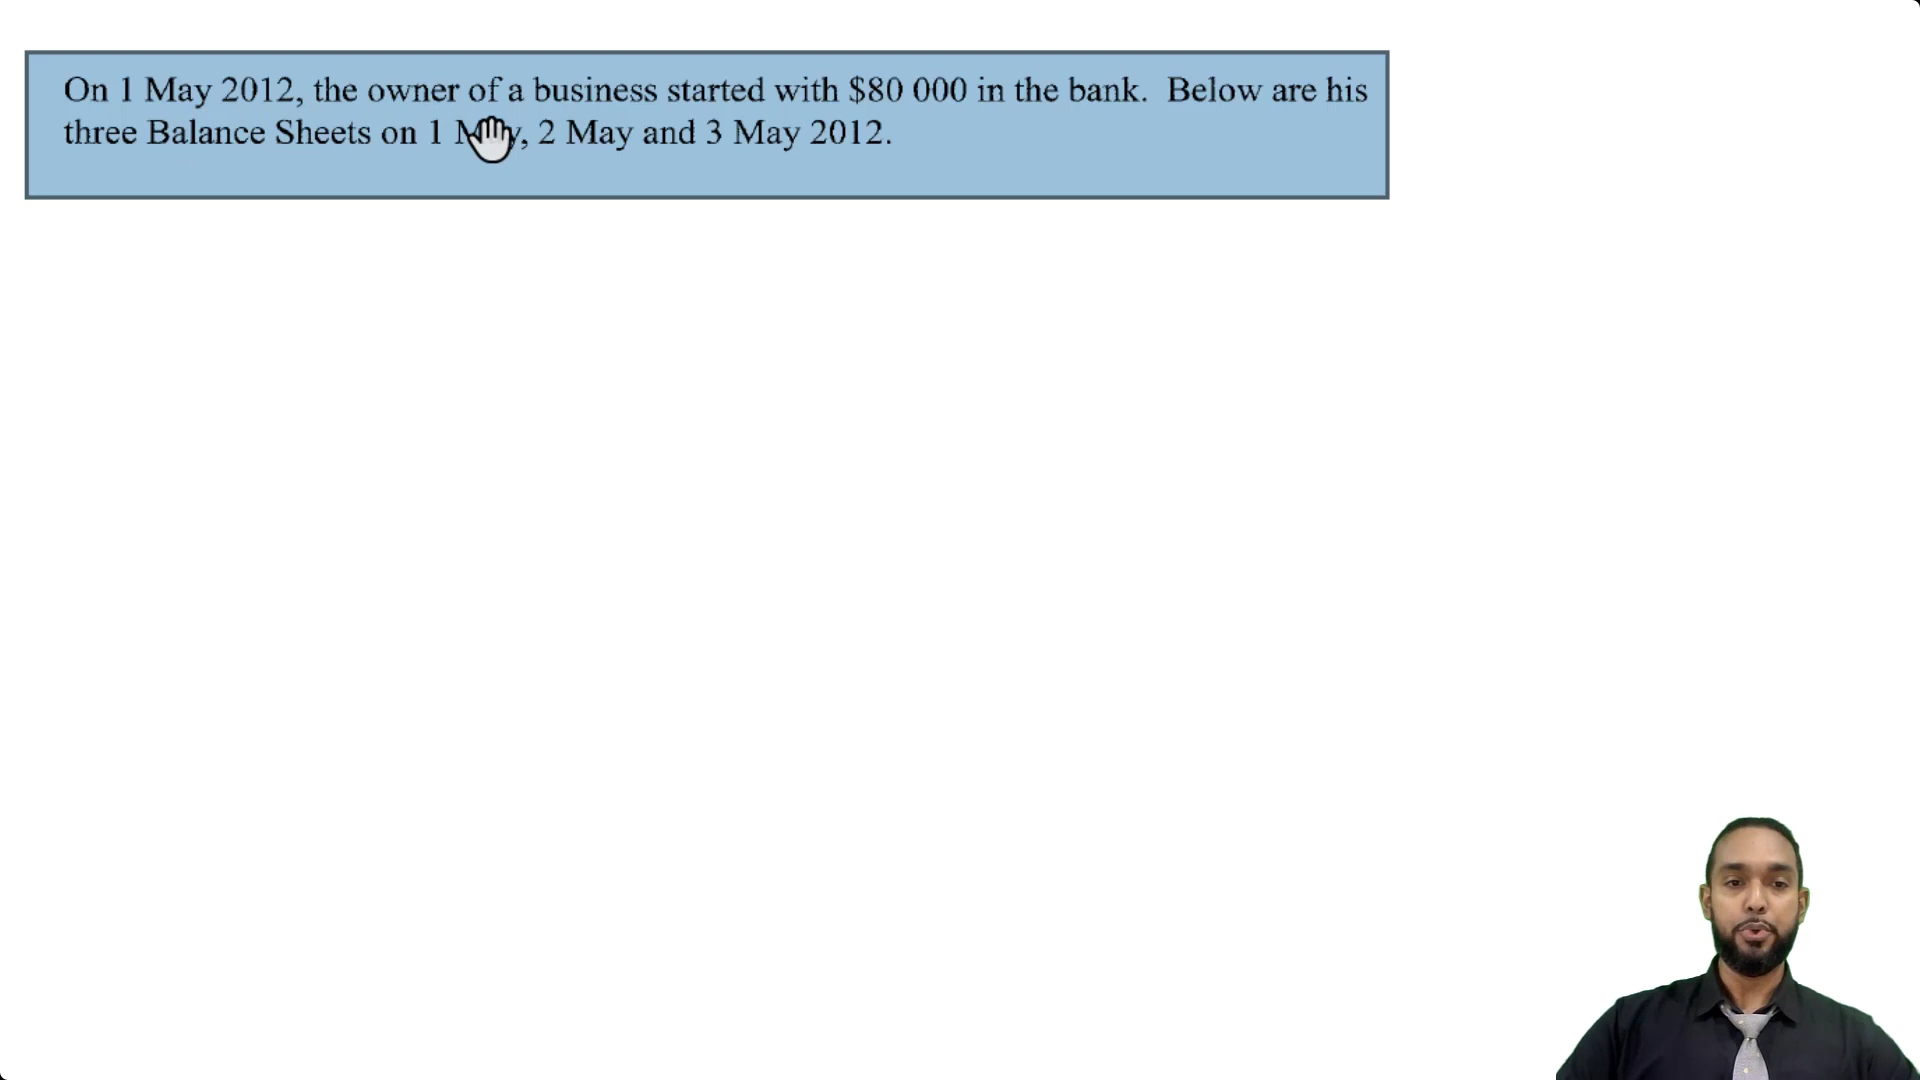 On 1 May 2012, the owner of a business started with $80 000 in the bank. Below are his
three Balance Sheets on 1 May, 2 May and 3 May 2012.